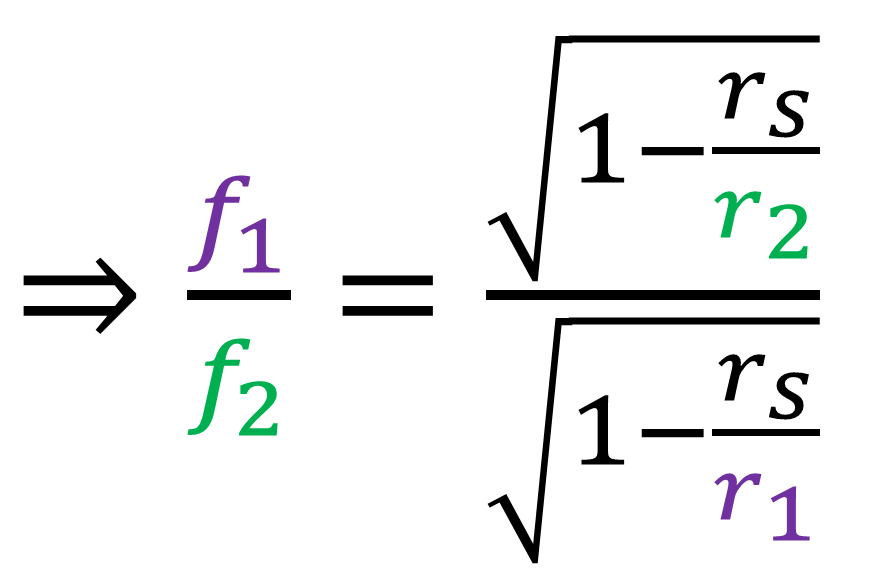 ⇒ f₁/f₂ = √(1−r_S/r₂) / √(1−r_S/r₁)